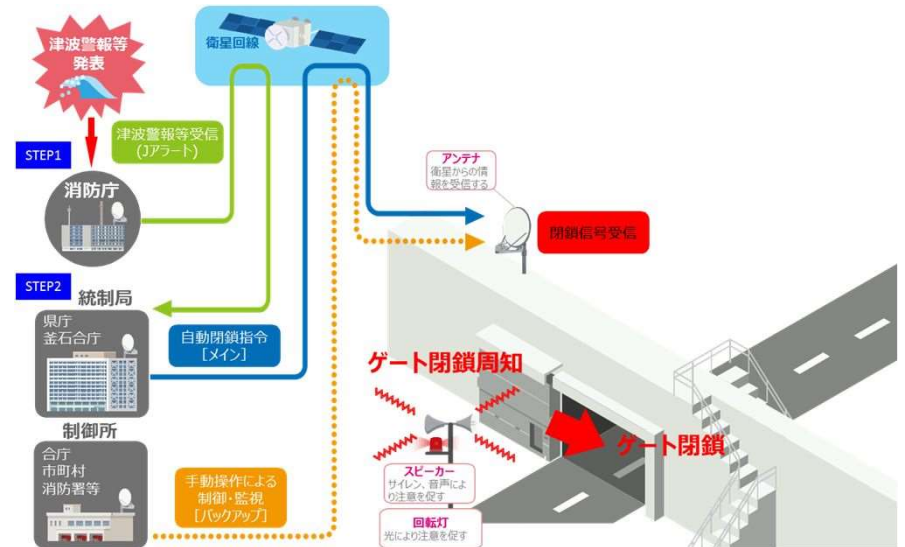 津波警報等
発表
衛星回線
津波警報等受信
(Jアラート)
STEP1
消防庁
アンテナ
衛星からの情
報を受信する
閉鎖信号受信
STEP2
統制局
県庁
釜石合庁
自動閉鎖指令
[メイン]
ゲート閉鎖周知
ゲート閉鎖
制御所
合庁
市町村
消防署等
手動操作による
制御・監視
[バックアップ]
スピーカー
サイレン、音声によ
り注意を促す
回転灯
光により注意を促す